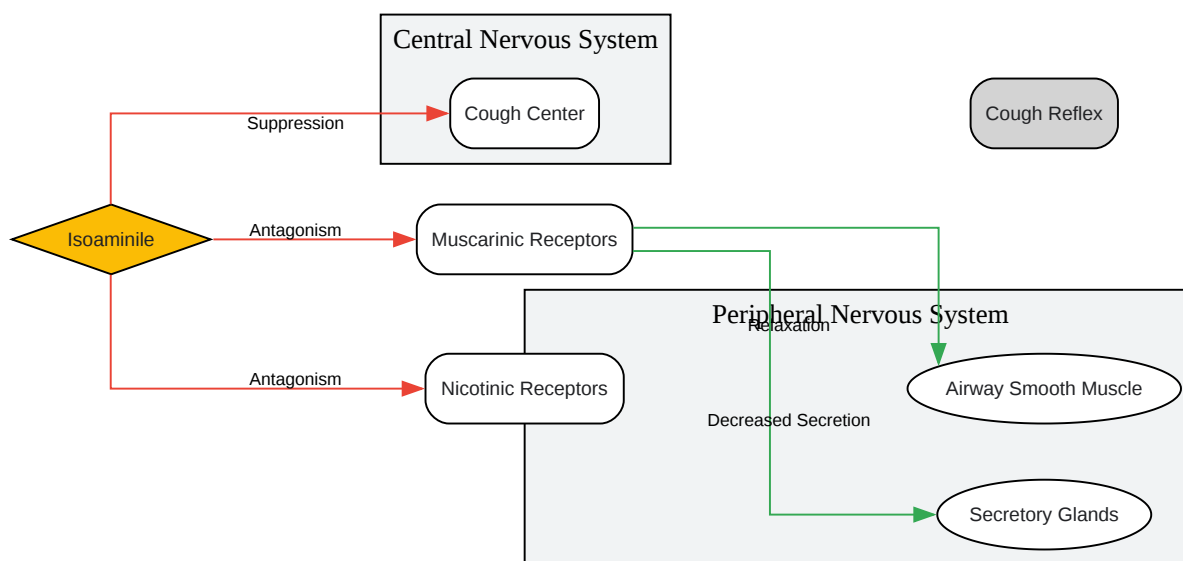 Central Nervous System
Cough Center
Cough Reflex
Suppression
Isoaminile
Antagonism
Muscarinic Receptors
Peripheral Nervous System
Relaxation
Antagonism
Nicotinic Receptors
Airway Smooth Muscle
Decreased Secretion
Secretory Glands